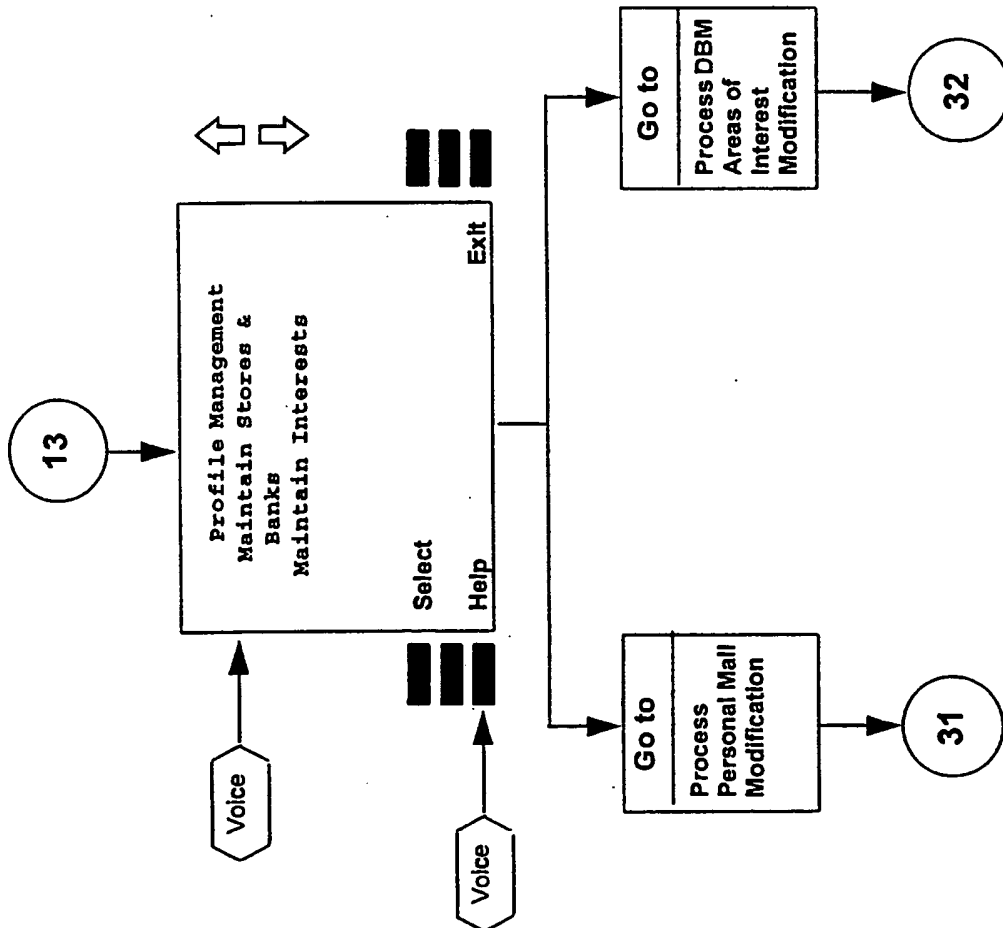 13
Profile Management
Maintain Stores &
Banks
Maintain Interests
Select
Help
Exit
Voice
Voice
Go to
Process
Personal Mall
Modification
31
Go to
Process DBM
Areas of
Interest
Modification
32